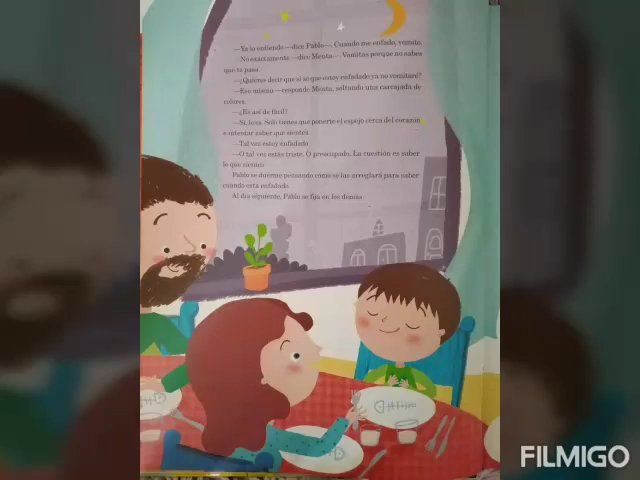 —Ya lo entiendo —dice Pablo—. Cuando me enfado, vomito.
—No exactamente —dice Menta—. Vomitas porque no sabes
que te pasa.
—¿Quieres decir que si sé que estoy enfadado ya no vomitaré?
—Eso mismo —responde Menta, soltando una carcajada de
colores.
—¿Es así de fácil?
—Sí, lo es. Solo tienes que ponerte el espejo cerca del corazón
e intentar saber qué sientes.
—Tal vez estoy enfadado.
—O tal vez estás triste. O preocupado. La cuestión es saber
lo que sientes.
Pablo se duerme pensando cómo se las arreglará para saber
cuándo está enfadado.
Al día siguiente, Pablo se fija en los demás.
FILMIGO